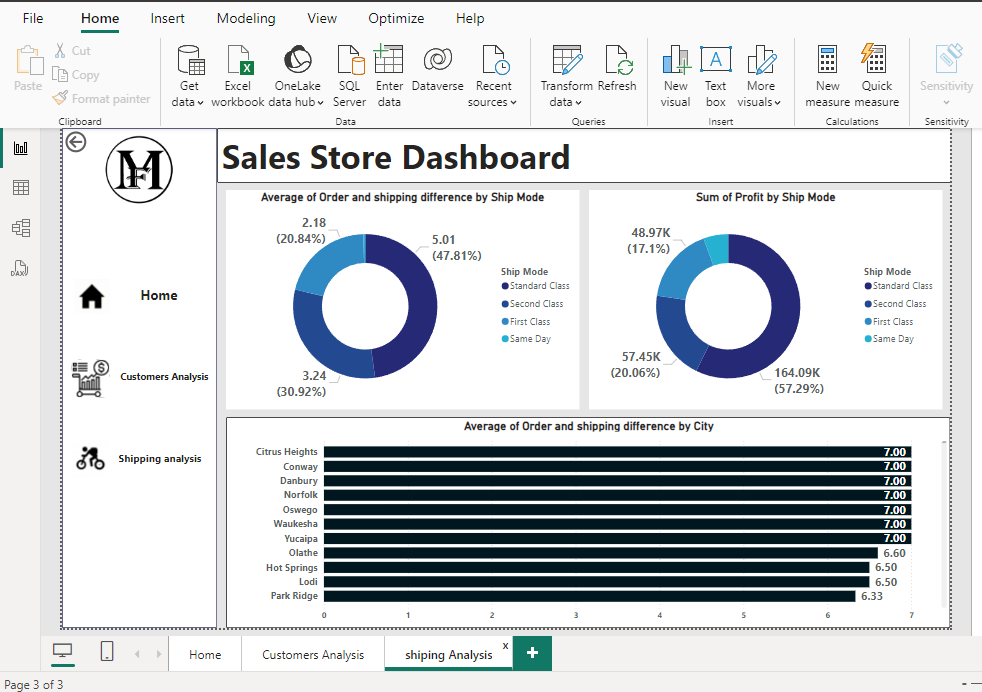 File Home Insert Modeling View Optimize Help
Paste
Cut
Copy
Format painter
Clipboard
Get data
Excel workbook
OneLake data hub
SQL Server
Enter data
Dataverse
Recent sources
Data
Transform data
Refresh
Queries
New visual
Text box
More visuals
Insert
New measure
Quick measure
Calculations
Sensitivity
Sensitivity
Sales Store Dashboard
Home
Customers Analysis
Shipping analysis
Average of Order and shipping difference by Ship Mode
2.18
(20.84%)
5.01
(47.81%)
3.24
(30.92%)
Ship Mode
Standard Class
Second Class
First Class
Same Day
Sum of Profit by Ship Mode
48.97K
(17.1%)
57.45K
(20.06%)
164.09K
(57.29%)
Ship Mode
Standard Class
Second Class
First Class
Same Day
Average of Order and shipping difference by City
Citrus Heights 7.00
Conway 7.00
Danbury 7.00
Norfolk 7.00
Oswego 7.00
Waukesha 7.00
Yucaipa 7.00
Olathe 6.60
Hot Springs 6.50
Lodi 6.50
Park Ridge 6.33
0 1 2 3 4 5 6 7
Home Customers Analysis shiping Analysis x +
Page 3 of 3